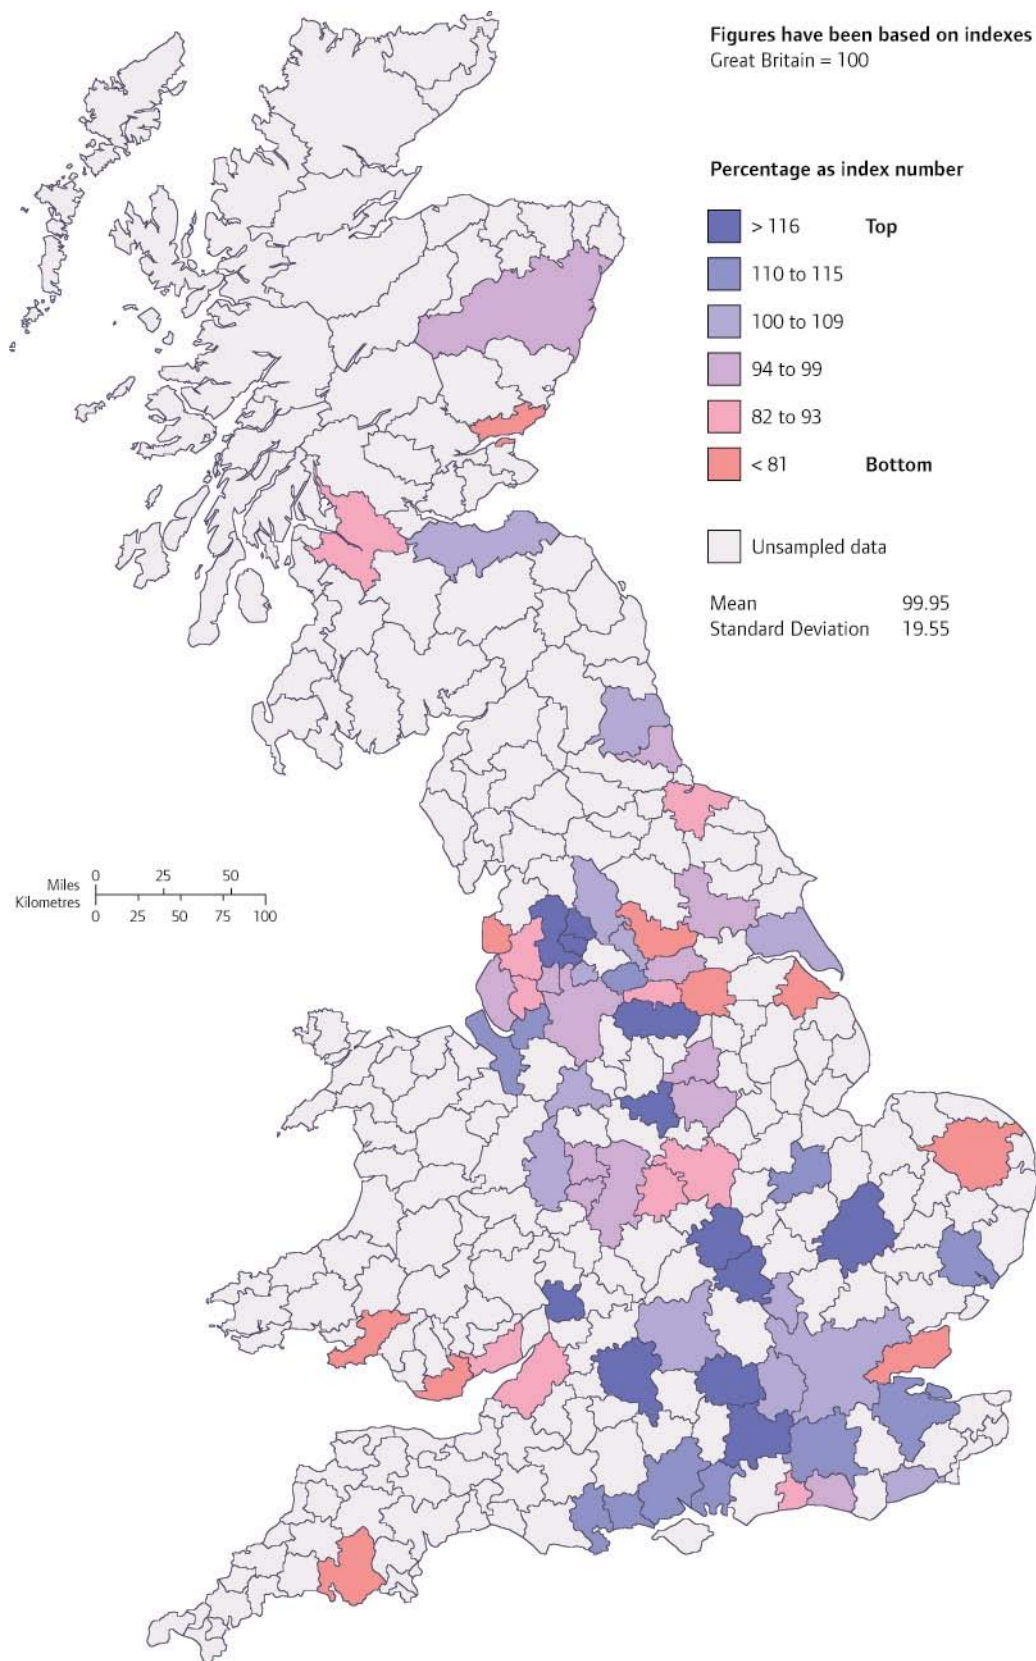 Figures have been based on indexes
Great Britain = 100
Percentage as index number
> 116 Top
110 to 115
100 to 109
94 to 99
82 to 93
< 81 Bottom
Unsampled data
Mean 99.95
Standard Deviation 19.55
0 25 50
Miles
Kilometres
0 25 50 75 100